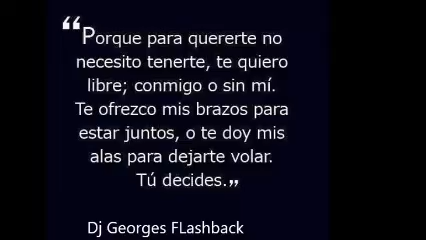 “Porque para quererte no
necesito tenerte, te quiero
libre; conmigo o sin mí.
Te ofrezco mis brazos para
estar juntos, o te doy mis
alas para dejarte volar.
Tú decides.”
Dj Georges FLashback